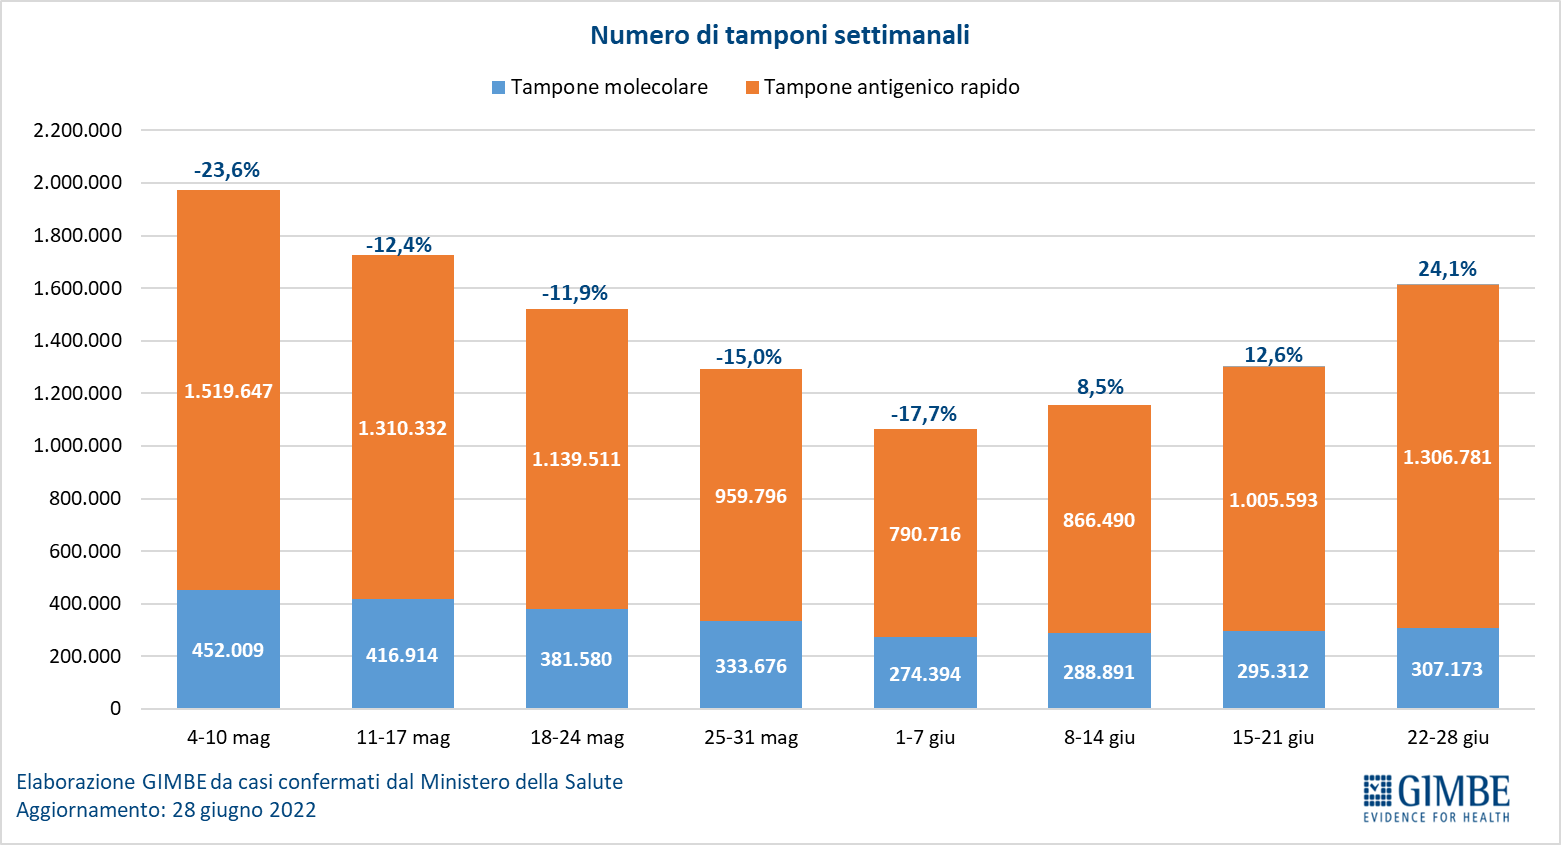 Numero di tamponi settimanali
Tampone molecolare Tampone antigenico rapido
2.200.000
2.000.000
1.800.000
1.600.000
1.400.000
1.200.000
1.000.000
800.000
600.000
400.000
200.000
0
-23,6% -12,4% -11,9% -15,0% -17,7% 8,5% 12,6% 24,1%
1.519.647 1.310.332 1.139.511 959.796 790.716 866.490 1.005.593 1.306.781
452.009 416.914 381.580 333.676 274.394 288.891 295.312 307.173
4-10 mag 11-17 mag 18-24 mag 25-31 mag 1-7 giu 8-14 giu 15-21 giu 22-28 giu
Elaborazione GIMBE da casi confermati dal Ministero della Salute
Aggiornamento: 28 giugno 2022
GIMBE
EVIDENCE FOR HEALTH